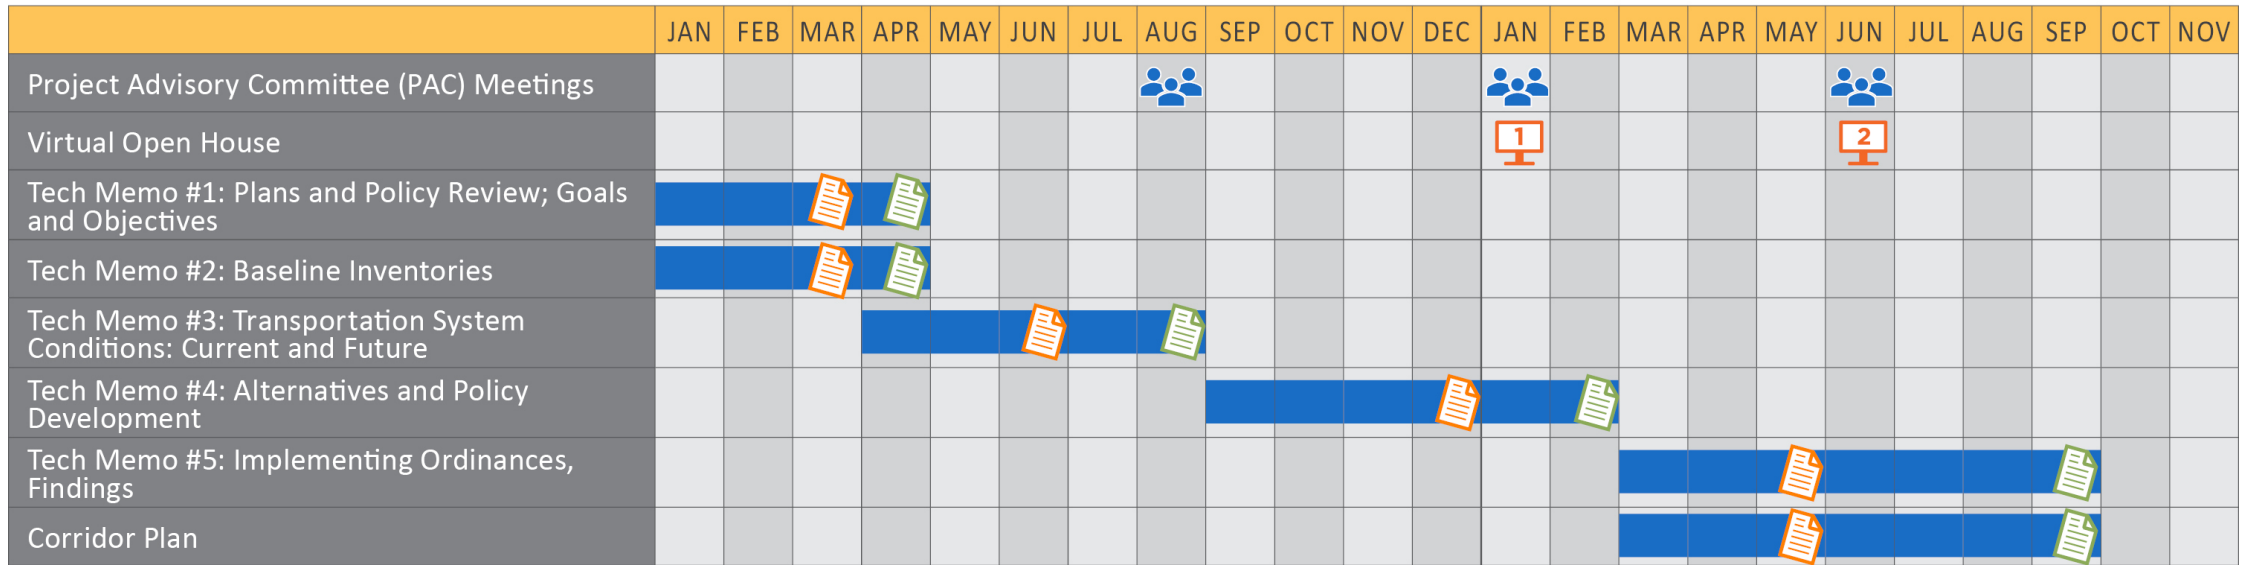 JAN FEB MAR APR MAY JUN JUL AUG SEP OCT NOV DEC JAN FEB MAR APR MAY JUN JUL AUG SEP OCT NOV
Project Advisory Committee (PAC) Meetings
Virtual Open House
1 2
Tech Memo #1: Plans and Policy Review; Goals
and Objectives
Tech Memo #2: Baseline Inventories
Tech Memo #3: Transportation System
Conditions: Current and Future
Tech Memo #4: Alternatives and Policy
Development
Tech Memo #5: Implementing Ordinances,
Findings
Corridor Plan